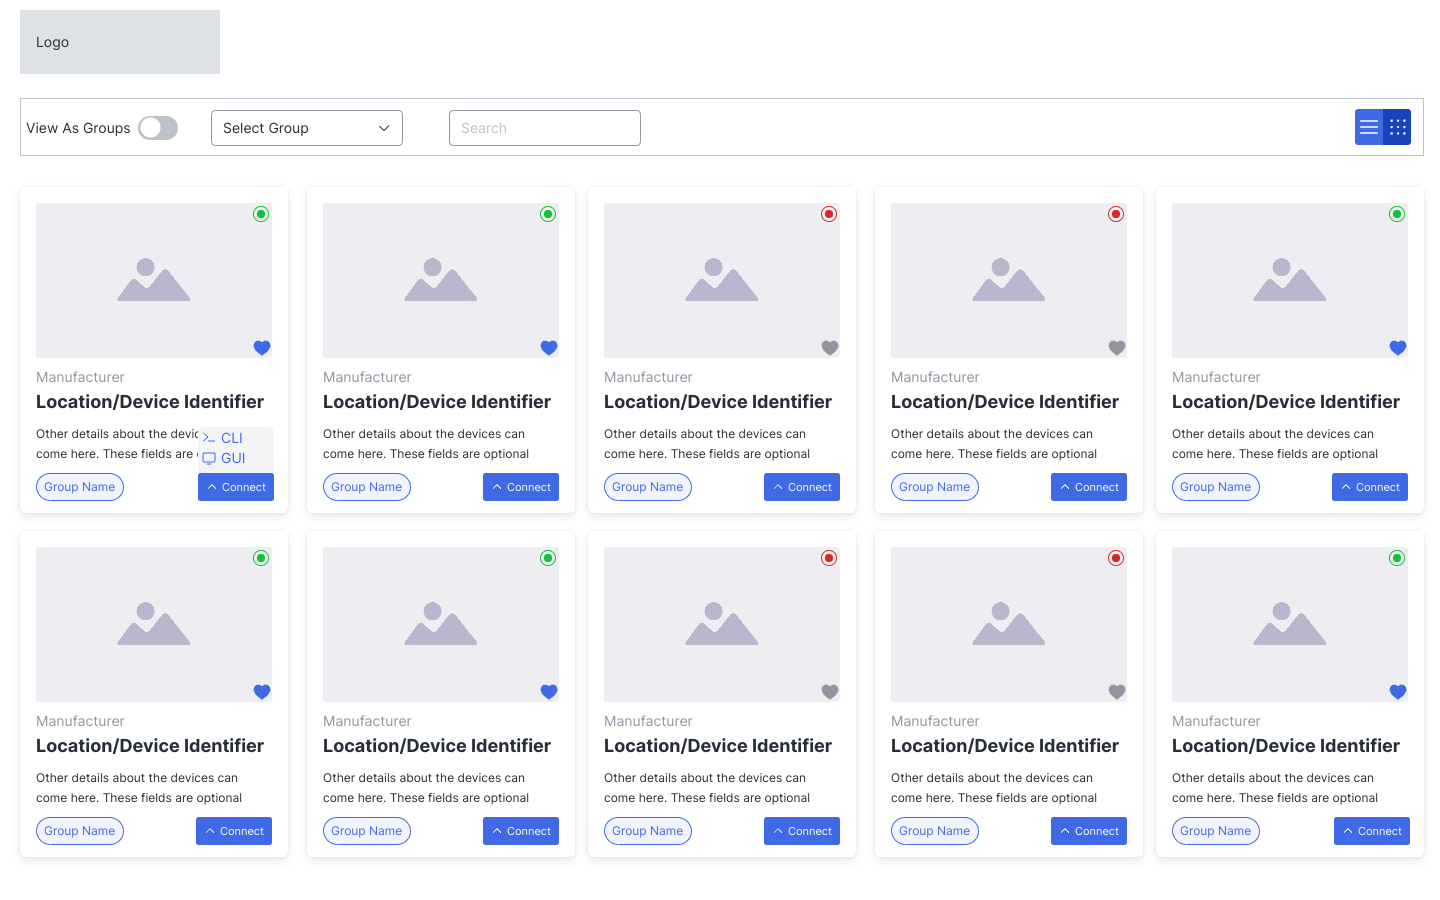 Logo
View As Groups
Select Group
Search
Manufacturer
Location/Device Identifier
Other details about the devic
come here. These fields are
CLI
GUI
Group Name
Connect
Manufacturer
Location/Device Identifier
Other details about the devices can
come here. These fields are optional
Group Name
Connect
Manufacturer
Location/Device Identifier
Other details about the devices can
come here. These fields are optional
Group Name
Connect
Manufacturer
Location/Device Identifier
Other details about the devices can
come here. These fields are optional
Group Name
Connect
Manufacturer
Location/Device Identifier
Other details about the devices can
come here. These fields are optional
Group Name
Connect
Manufacturer
Location/Device Identifier
Other details about the devices can
come here. These fields are optional
Group Name
Connect
Manufacturer
Location/Device Identifier
Other details about the devices can
come here. These fields are optional
Group Name
Connect
Manufacturer
Location/Device Identifier
Other details about the devices can
come here. These fields are optional
Group Name
Connect
Manufacturer
Location/Device Identifier
Other details about the devices can
come here. These fields are optional
Group Name
Connect
Manufacturer
Location/Device Identifier
Other details about the devices can
come here. These fields are optional
Group Name
Connect